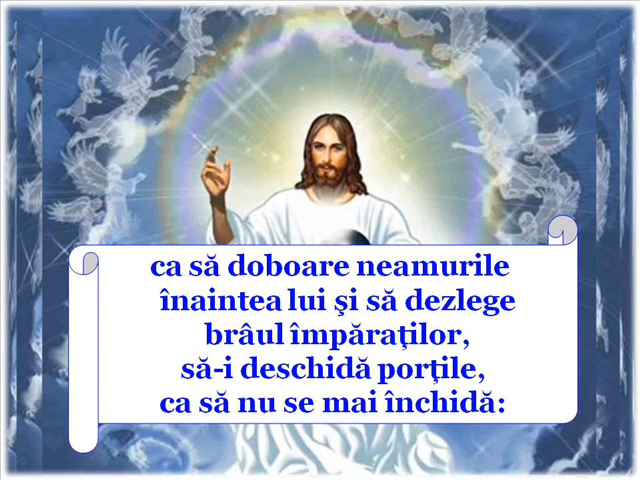 ca să doboare neamurile
înaintea lui şi să dezlege
brâul împăraţilor,
să-i deschidă porţile,
ca să nu se mai închidă: